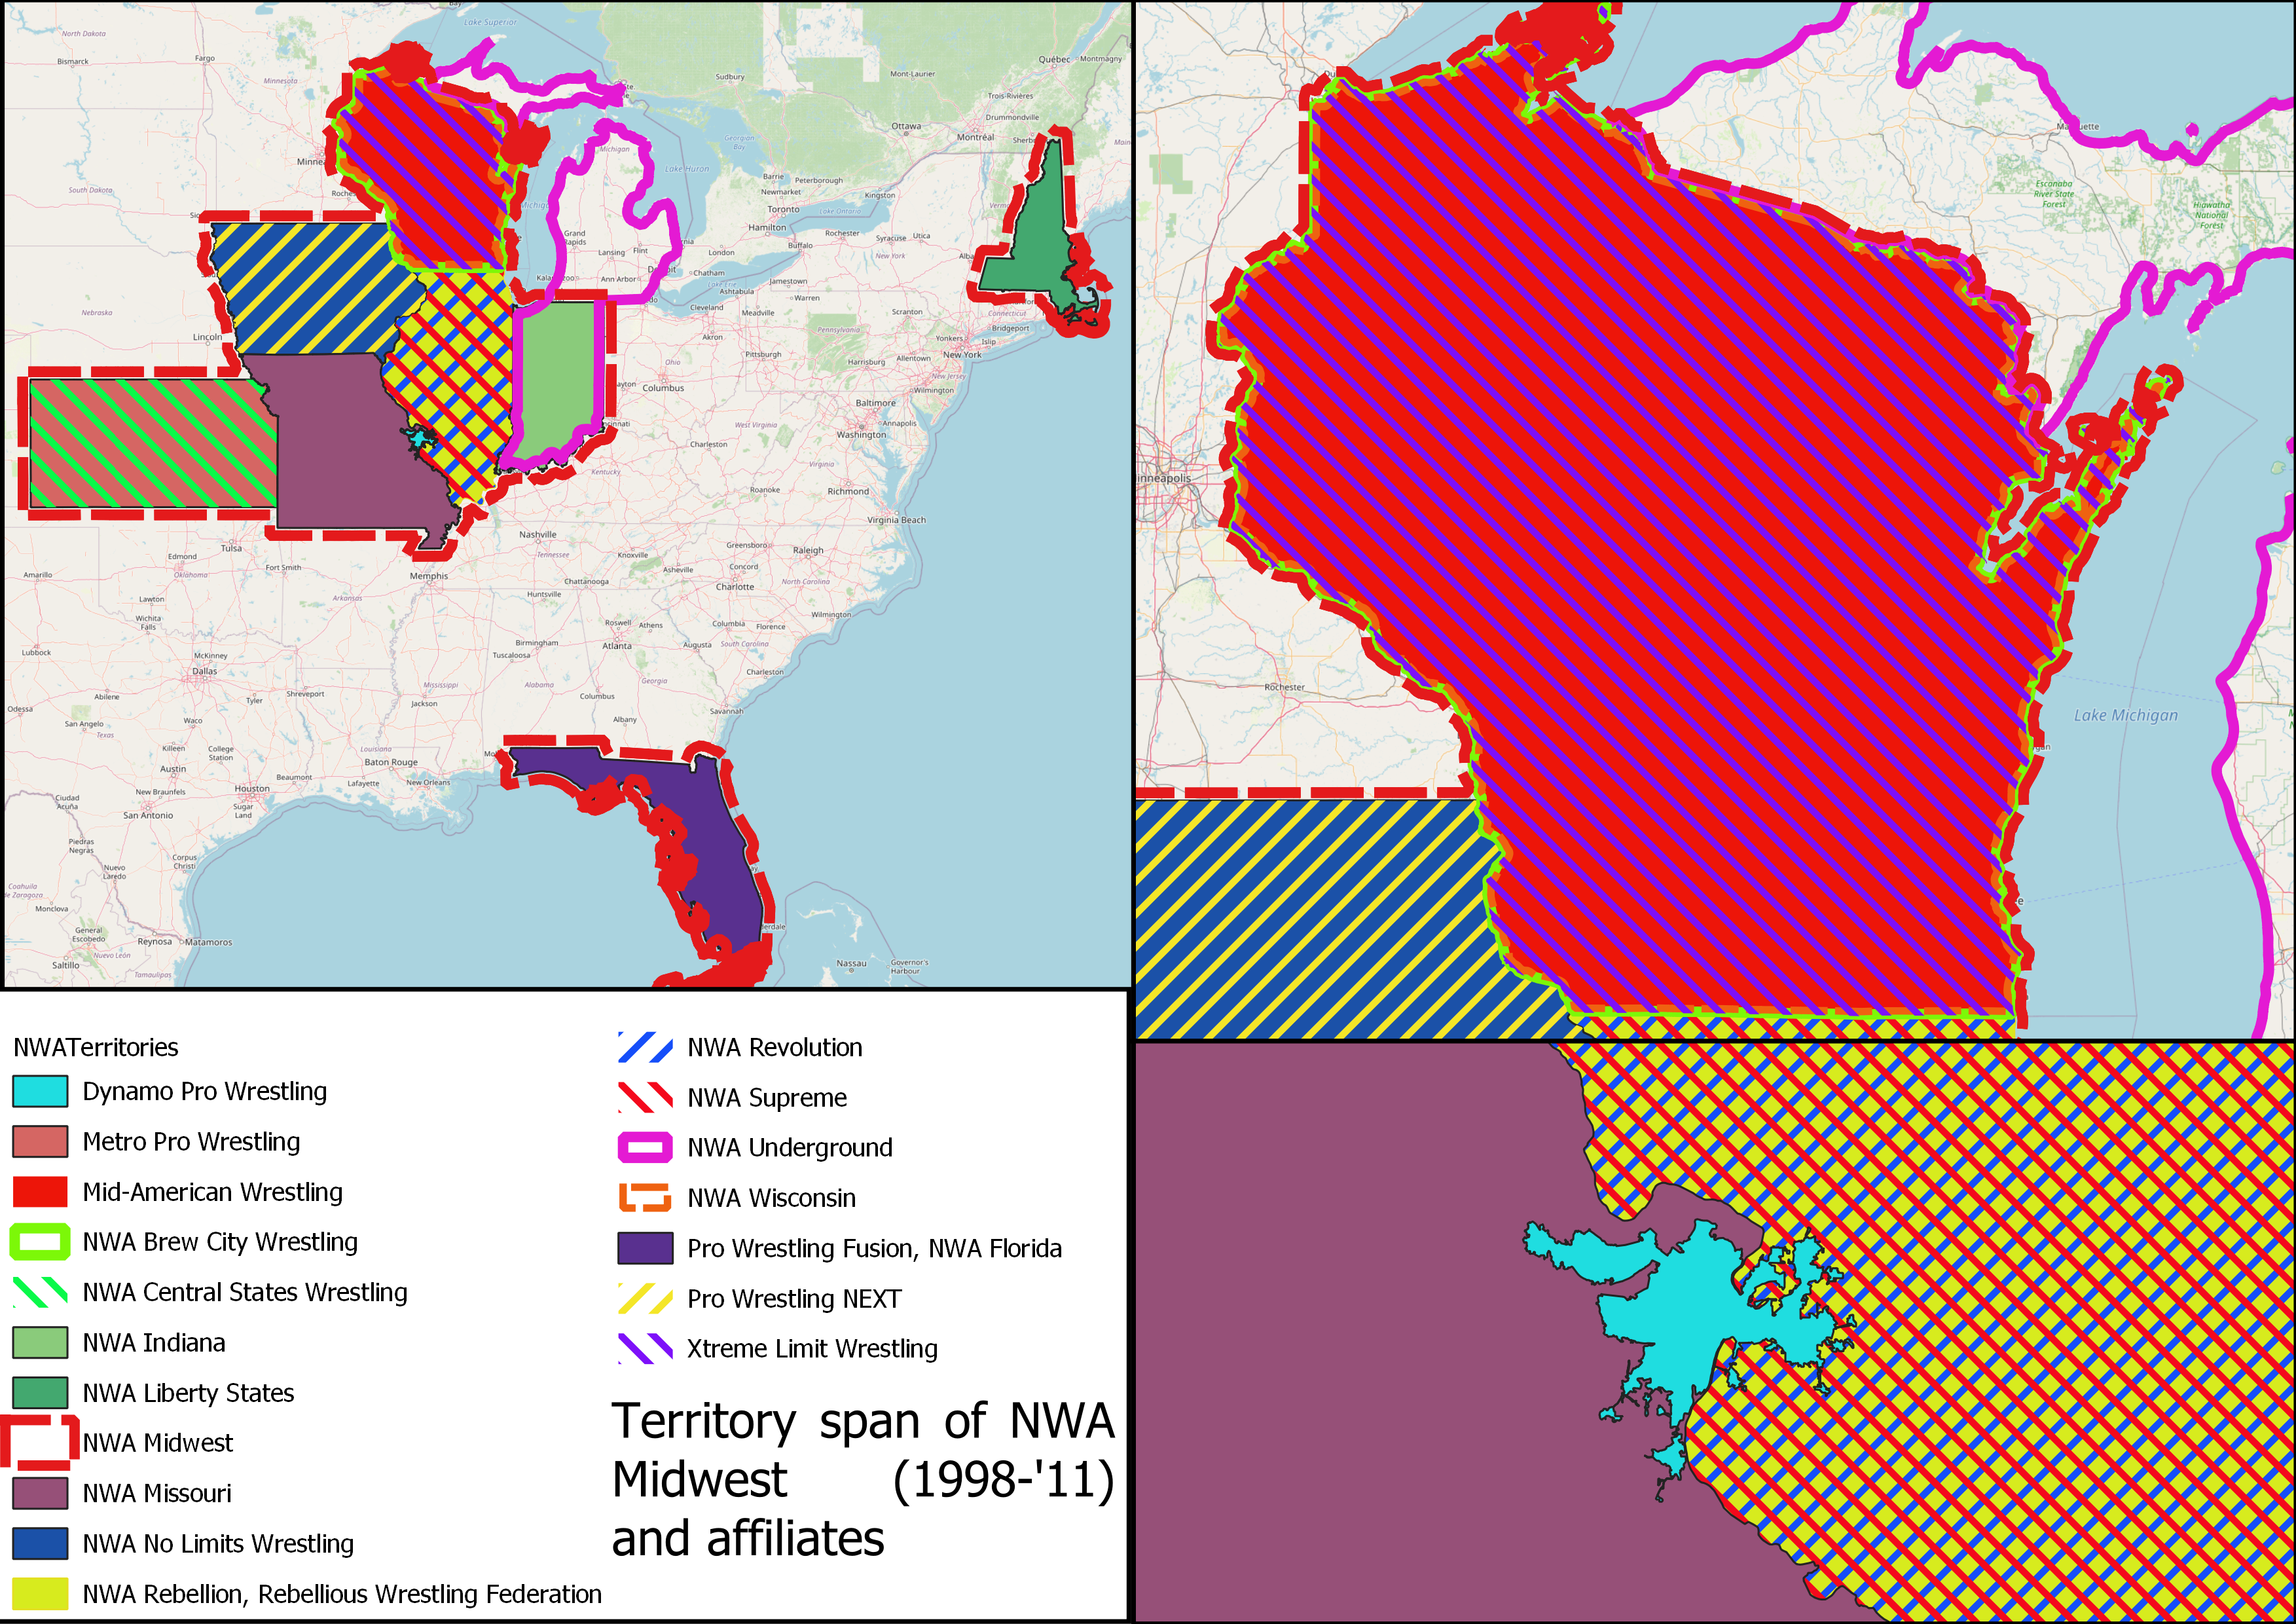 Lake Superior
North Dakota
Fargo
Bismarck
Minnesota
Québec
Montmagny
Sudbury
Mont-Laurier
Trois-Rivières
Drummondville
Ottawa
Montréal
Georgian Bay
Michigan
Lake Huron
Barrie
Peterborough
Newmarket
Kingston
Toronto
Lake Ontario
Hamilton
Rochester
Syracuse
Utica
Buffalo
New York
South Dakota
Grand Rapids
Lansing
Flint
London
Ann Arbor
Chatham
Jamestown
Ashtabula
Warren
Lake Erie
Cleveland
Meadville
Scranton
Connecticut
Bridgeport
Nebraska
Lincoln
Akron
Pennsylvania
Yonkers
Islip
New York
Ohio
Pittsburgh
Harrisburg
Allentown
New Jersey
Columbus
Wilmington
Baltimore
Annapolis
Washington
West Virginia
Charleston
Kentucky
Virginia
Roanoke
Richmond
Virginia Beach
Nashville
Tennessee
Knoxville
Greensboro
Raleigh
Tulsa
Edmond
Oklahoma
Fort Smith
Memphis
Asheville
Concord
Charlotte
North Carolina
Amarillo
Chattanooga
Huntsville
Arkansas
Lawton
Wichita Falls
Wilmington
Roswell
Athens
Columbia
Florence
Atlanta
Augusta
South Carolina
Birmingham
Tuscaloosa
Lubbock
McKinney
Dallas
Charleston
Mississippi
Alabama
Georgia
Abilene
Tyler
Shreveport
Jackson
Columbus
Savannah
Albany
Odessa
San Angelo
Waco
Texas
Killeen
College Station
Austin
Louisiana
Baton Rouge
Beaumont
Lafayette
New Orleans
New Braunfels
Houston
Sugar Land
San Antonio
Ciudad Acuña
Piedras Negras
Corpus Christi
Nuevo Laredo
Coahuila de Zaragoza
Monclova
General Escobedo
Reynosa
Matamoros
Nuevo León
Saltillo
Tamaulipas
Nassau
Governor's Harbour
Escanaba River State Forest
Hiawatha National Forest
Rochester
Lake Michigan
NWATerritories
Dynamo Pro Wrestling
Metro Pro Wrestling
Mid-American Wrestling
NWA Brew City Wrestling
NWA Central States Wrestling
NWA Indiana
NWA Liberty States
NWA Midwest
NWA Missouri
NWA No Limits Wrestling
NWA Rebellion, Rebellious Wrestling Federation
NWA Revolution
NWA Supreme
NWA Underground
NWA Wisconsin
Pro Wrestling Fusion, NWA Florida
Pro Wrestling NEXT
Xtreme Limit Wrestling
Territory span of NWA
Midwest (1998-'11)
and affiliates